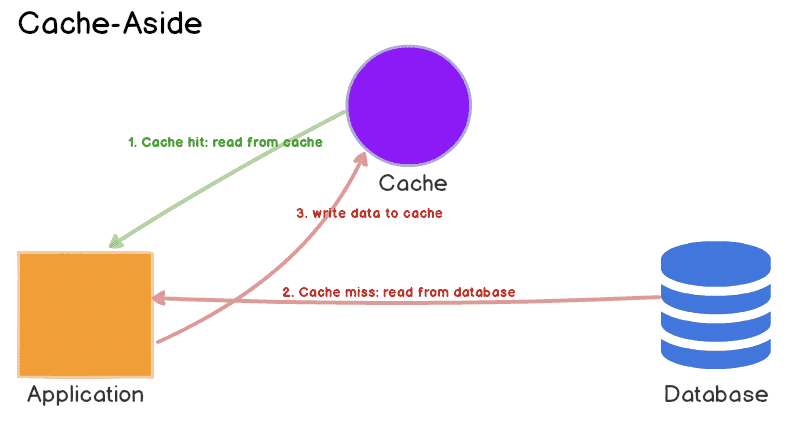 Cache-Aside
1. Cache hit: read from cache
Cache
3. write data to cache
2. Cache miss: read from database
Application
Database